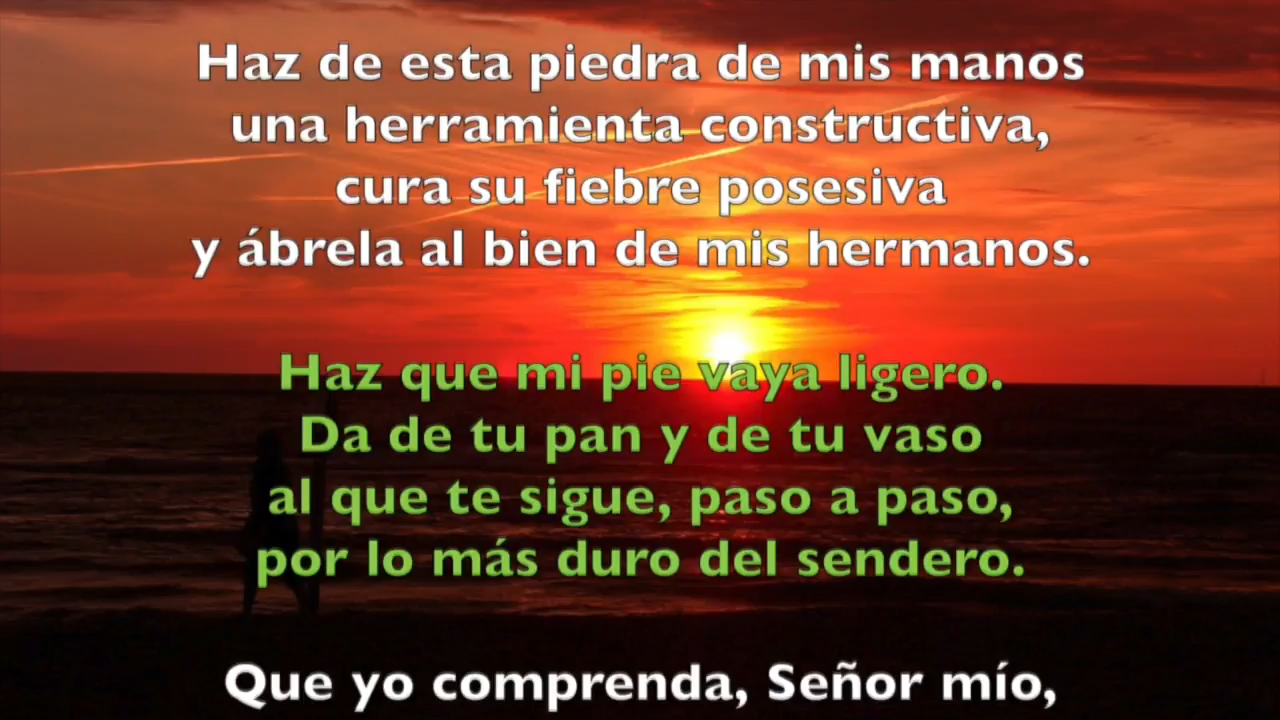 Haz de esta piedra de mis manos
una herramienta constructiva,
cura su fiebre posesiva
y ábrela al bien de mis hermanos.
Haz que mi pie vaya ligero.
Da de tu pan y de tu vaso
al que te sigue, paso a paso,
por lo más duro del sendero.
Que yo comprenda, Señor mío,